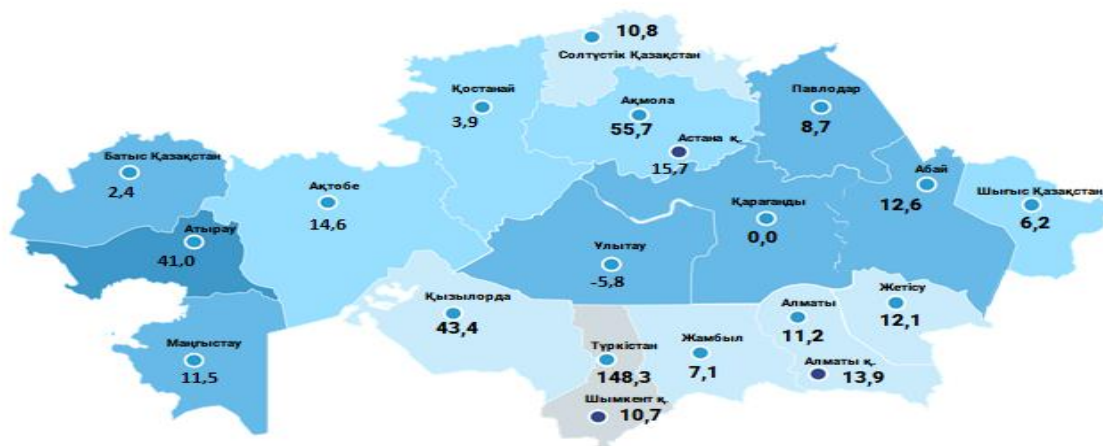 10,8
Солтүстік Қазақстан
Қостанай
3,9
Ақмола
55,7
Астана қ.
15,7
Павлодар
8,7
Батыс Қазақстан
2,4
Ақтөбе
14,6
Абай
12,6
Шығыс Қазақстан
6,2
Атырау
41,0
Қарағанды
0,0
Ұлытау
-5,8
Қызылорда
43,4
Маңғыстау
11,5
Түркістан
148,3
Шымкент қ.
10,7
Жамбыл
7,1
Алматы
11,2
Жетісу
12,1
Алматы қ.
13,9